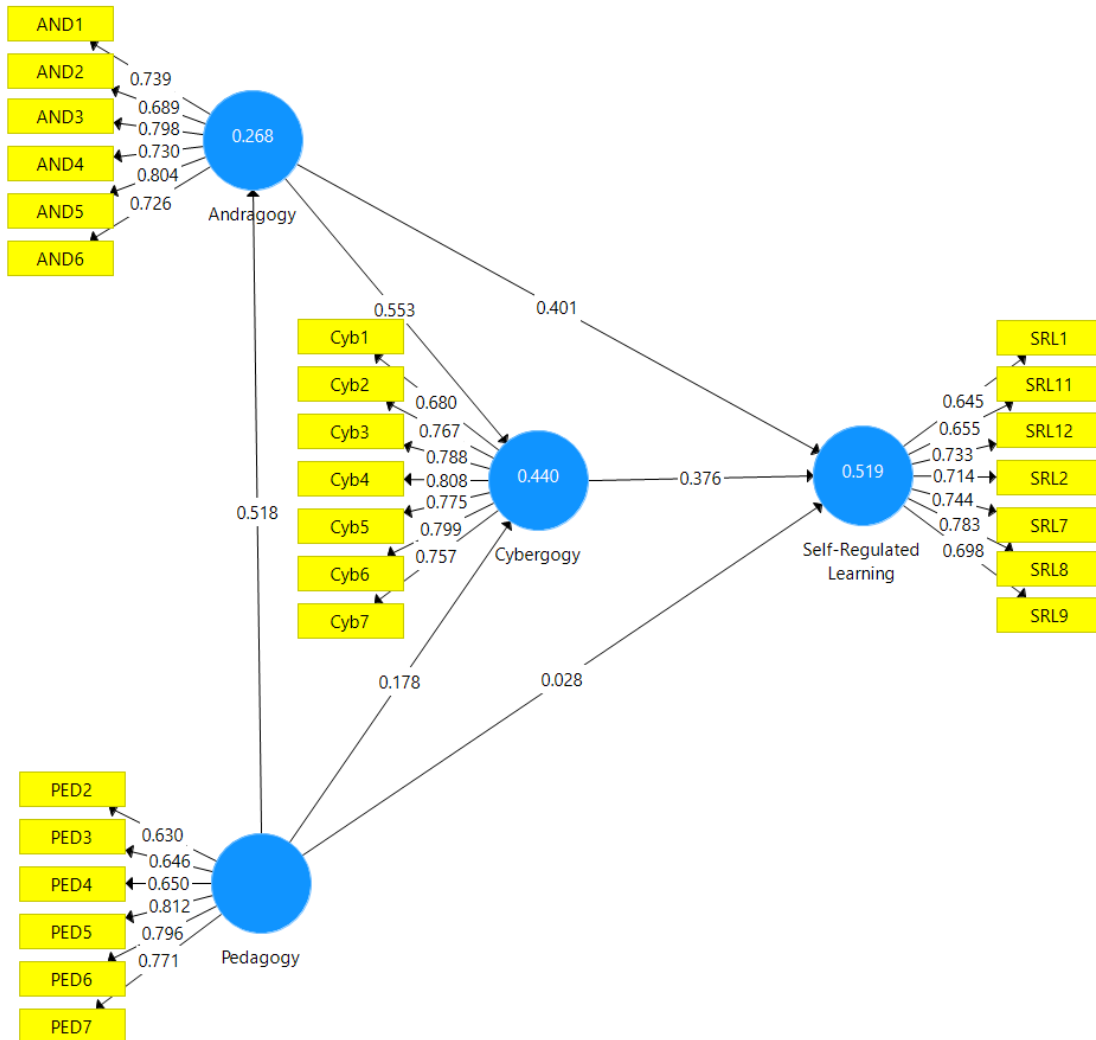 AND1
AND2
AND3
AND4
AND5
AND6
0.739
0.689
0.798
0.730
0.804
0.726
0.268
Andragogy
0.553
0.401
0.518
Cyb1
Cyb2
Cyb3
Cyb4
Cyb5
Cyb6
Cyb7
0.680
0.767
0.788
0.808
0.775
0.799
0.757
0.440
Cybergogy
0.376
0.178
0.028
0.519
Self-Regulated
Learning
0.645
0.655
0.733
0.714
0.744
0.783
0.698
SRL1
SRL11
SRL12
SRL2
SRL7
SRL8
SRL9
PED2
PED3
PED4
PED5
PED6
PED7
0.630
0.646
0.650
0.812
0.796
0.771
Pedagogy